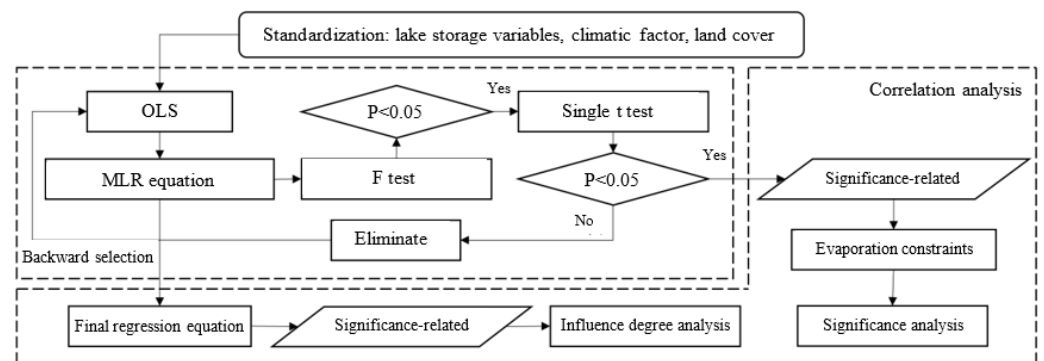 Standardization: lake storage variables, climatic factor, land cover
OLS
P<0.05
Yes
Single t test
Correlation analysis
MLR equation
F test
P<0.05
Yes
Significance-related
No
Eliminate
Backward selection
Evaporation constraints
Final regression equation
Significance-related
Influence degree analysis
Significance analysis